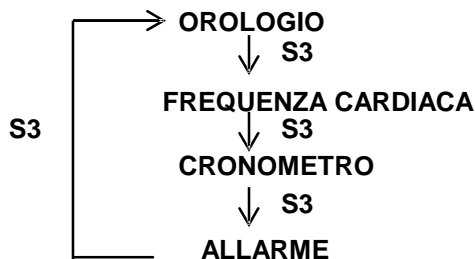 OROLOGIO
S3
FREQUENZA CARDIACA
S3
S3
CRONOMETRO
S3
ALLARME